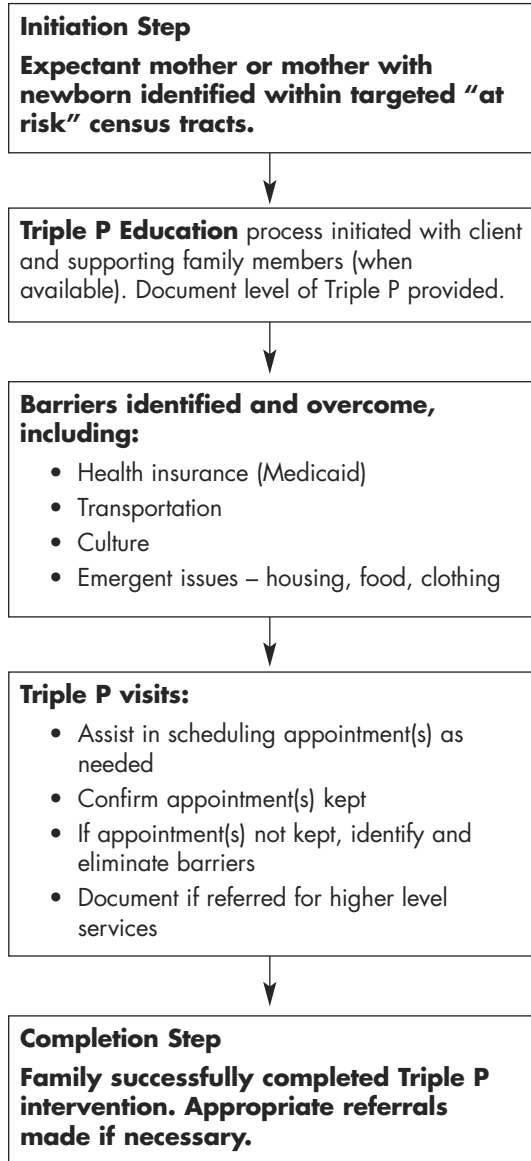 Initiation Step
Expectant mother or mother with
newborn identified within targeted “at
risk” census tracts.
Triple P Education process initiated with client
and supporting family members (when
available). Document level of Triple P provided.
Barriers identified and overcome,
including:
• Health insurance (Medicaid)
• Transportation
• Culture
• Emergent issues – housing, food, clothing
Triple P visits:
• Assist in scheduling appointment(s) as
needed
• Confirm appointment(s) kept
• If appointment(s) not kept, identify and
eliminate barriers
• Document if referred for higher level
services
Completion Step
Family successfully completed Triple P
intervention. Appropriate referrals
made if necessary.